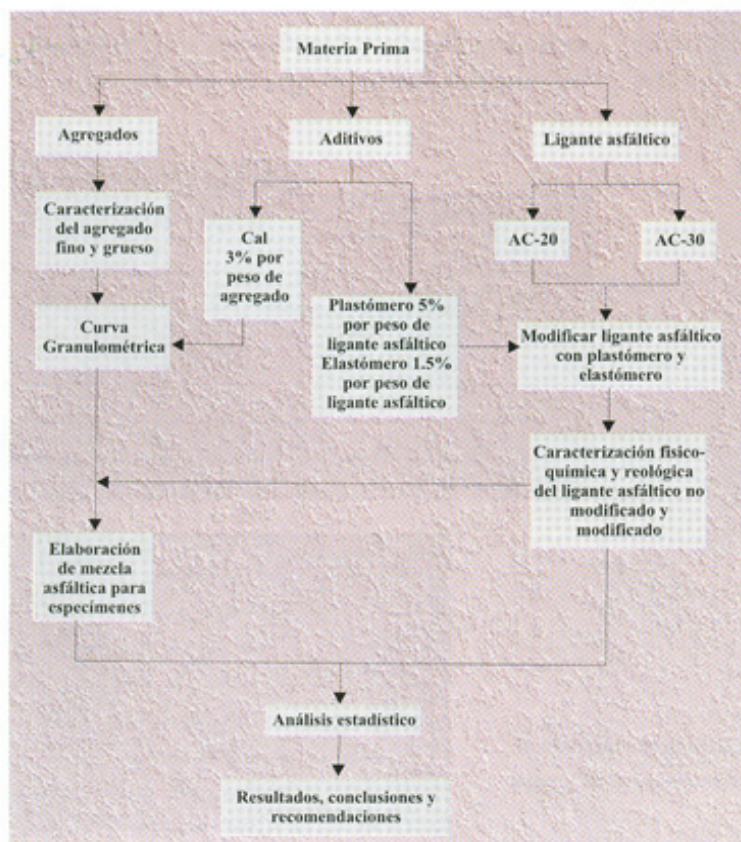 Materia Prima
Agregados
Aditivos
Ligante asfáltico
Caracterización
del agregado
fino y grueso
Cal
3% por
peso de
agregado
AC-20
AC-30
Curva
Granulométrica
Plastómero 5%
por peso de
ligante asfáltico
Elastómero 1.5%
por peso de
ligante asfáltico
Modificar ligante asfáltico
con plastómero y
elastómero
Caracterización fisico-
química y reológica
del ligante asfáltico no
modificado y
modificado
Elaboración
de mezcla
asfáltica para
especímenes
Análisis estadístico
Resultados, conclusiones y
recomendaciones